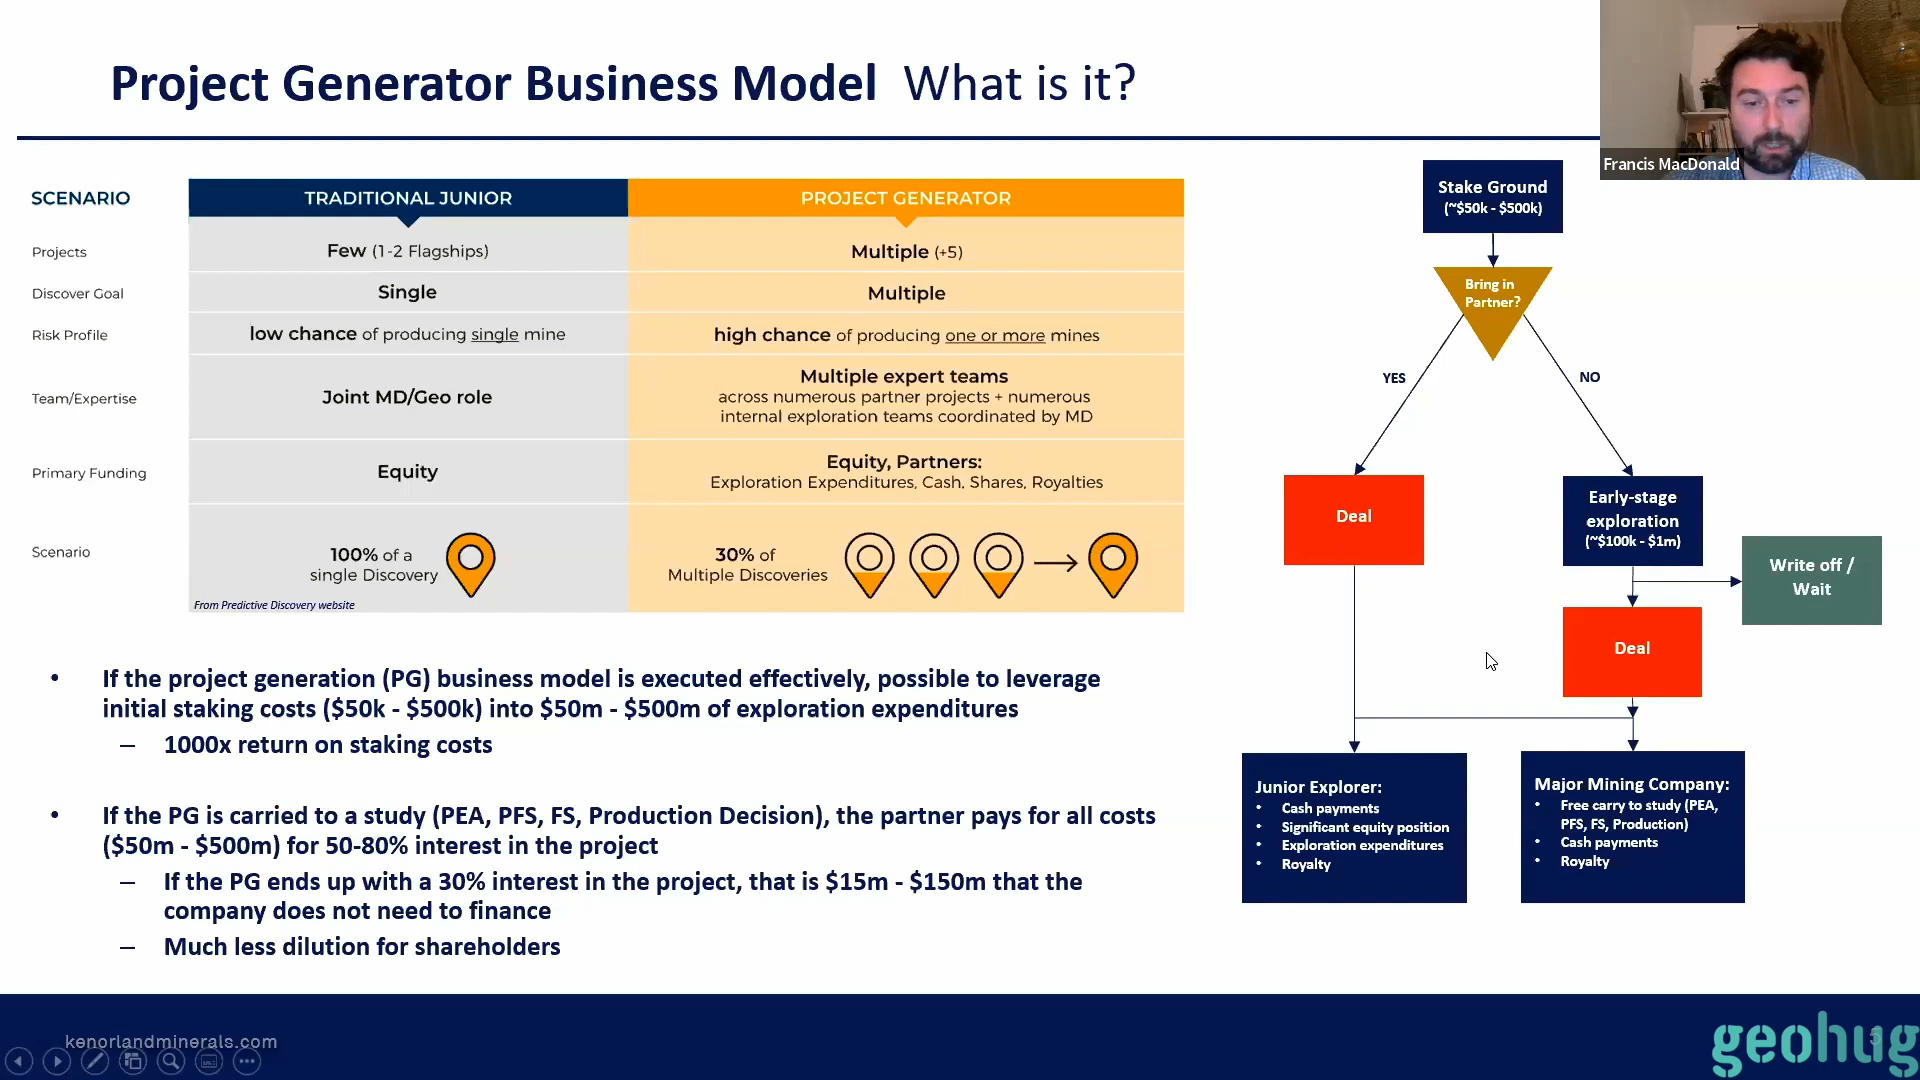 Project Generator Business Model What is it?
Francis MacDonald
SCENARIO
TRADITIONAL JUNIOR
PROJECT GENERATOR
Projects
Few (1-2 Flagships)
Multiple (+5)
Discover Goal
Single
Multiple
Risk Profile
low chance of producing single mine
high chance of producing one or more mines
Team/Expertise
Joint MD/Geo role
Multiple expert teams
across numerous partner projects + numerous
internal exploration teams coordinated by MD
Primary Funding
Equity
Equity, Partners:
Exploration Expenditures, Cash, Shares, Royalties
Scenario
100% of a
single Discovery
30% of
Multiple Discoveries
From Predictive Discovery website
• If the project generation (PG) business model is executed effectively, possible to leverage
initial staking costs ($50k - $500k) into $50m - $500m of exploration expenditures
– 1000x return on staking costs
• If the PG is carried to a study (PEA, PFS, FS, Production Decision), the partner pays for all costs
($50m - $500m) for 50-80% interest in the project
– If the PG ends up with a 30% interest in the project, that is $15m - $150m that the
company does not need to finance
– Much less dilution for shareholders
Stake Ground
(~$50k - $500k)
Bring in
Partner?
YES
NO
Deal
Early-stage
exploration
(~$100k - $1m)
Write off /
Wait
Deal
Junior Explorer:
• Cash payments
• Significant equity position
• Exploration expenditures
• Royalty
Major Mining Company:
• Free carry to study (PEA,
PFS, FS, Production)
• Cash payments
• Royalty
kenorlandminerals.com
5
geohug